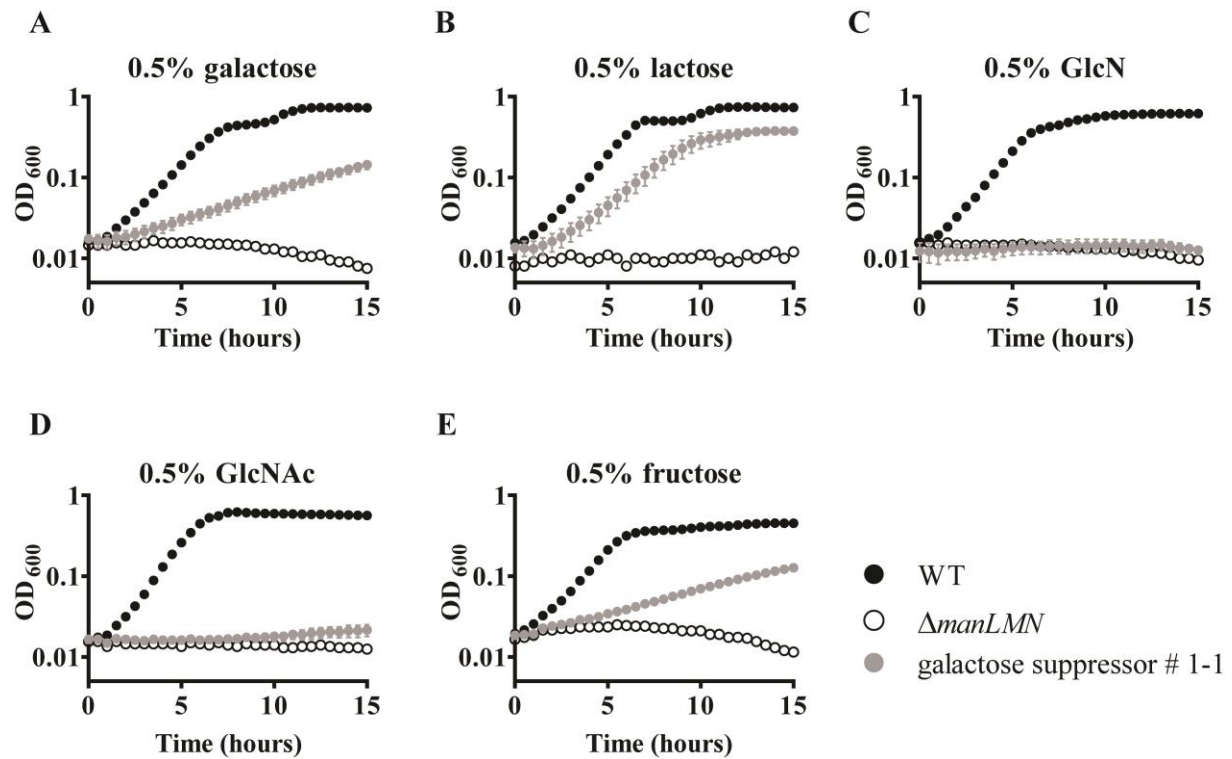 A
0.5% galactose
OD600
1
0.1
0.01
0
5
10
15
Time (hours)
B
0.5% lactose
OD600
1
0.1
0.01
0
5
10
15
Time (hours)
C
0.5% GlcN
OD600
1
0.1
0.01
0
5
10
15
Time (hours)
D
0.5% GlcNAc
OD600
1
0.1
0.01
0
5
10
15
Time (hours)
E
0.5% fructose
OD600
1
0.1
0.01
0
5
10
15
Time (hours)
WT
ΔmanLMN
galactose suppressor # 1-1